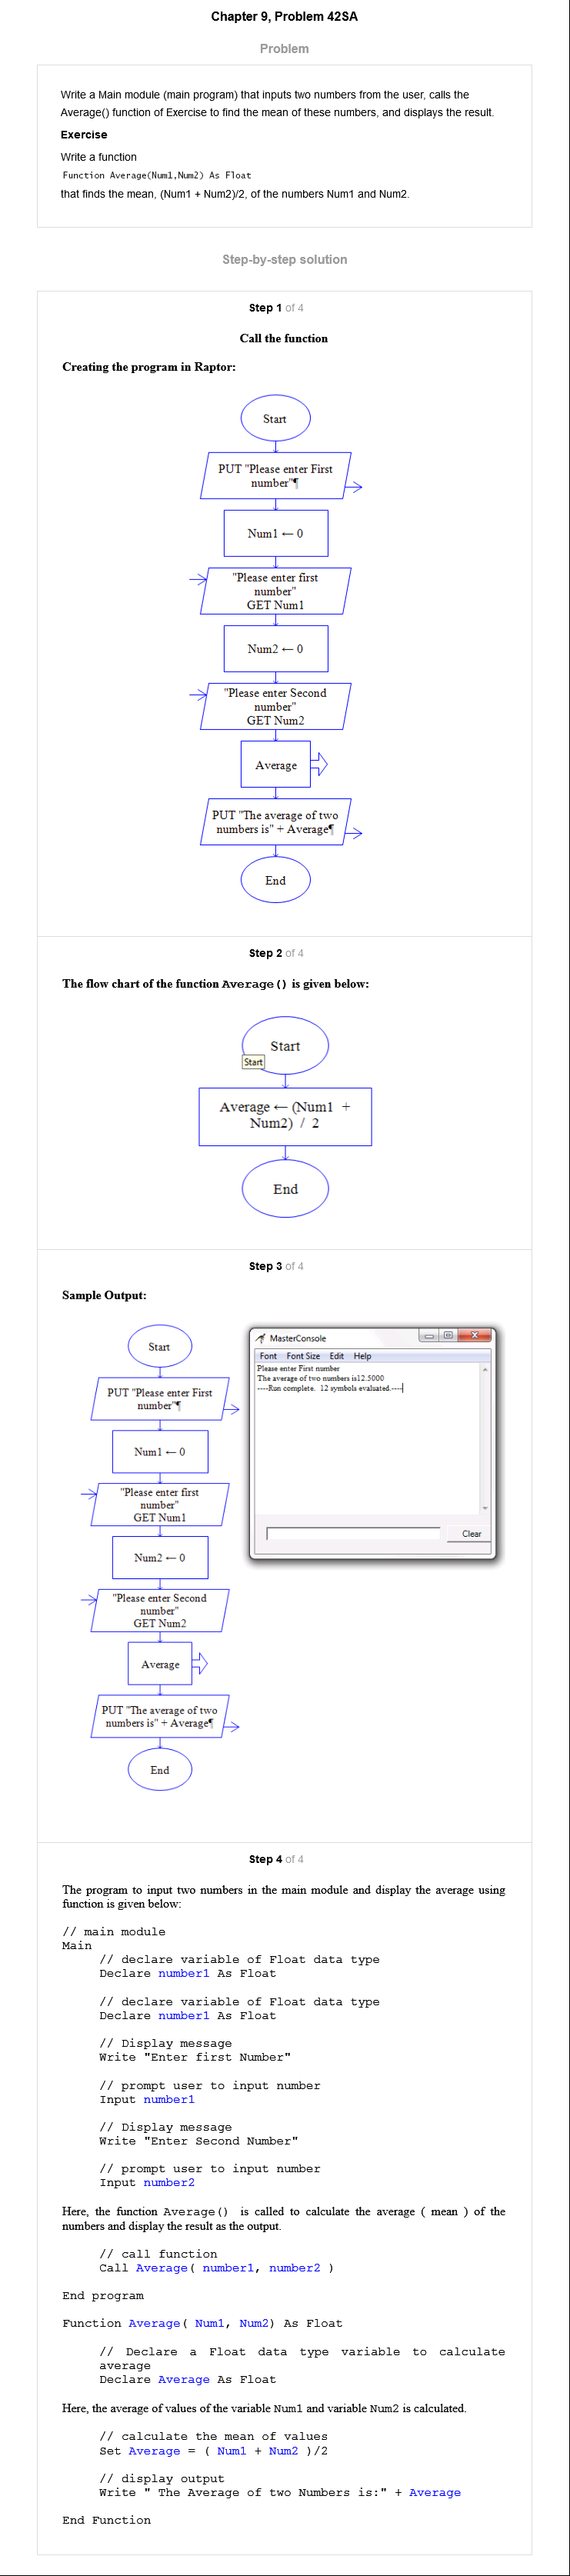 Chapter 9, Problem 42SA
Problem
Write a Main module (main program) that inputs two numbers from the user, calls the
Average() function of Exercise to find the mean of these numbers, and displays the result.
Exercise
Write a function
Function Average(Num1,Num2) As Float
that finds the mean, (Num1 + Num2)/2, of the numbers Num1 and Num2.
Step-by-step solution
Step 1 of 4
Call the function
Creating the program in Raptor:
Start
PUT "Please enter First
number"¶
Num1 ← 0
"Please enter first
number"
GET Num1
Num2 ← 0
"Please enter Second
number"
GET Num2
Average
PUT "The average of two
numbers is" + Average¶
End
Step 2 of 4
The flow chart of the function Average() is given below:
Start
Start
Average ← (Num1 +
Num2) / 2
End
Step 3 of 4
Sample Output:
Start
PUT "Please enter First
number"¶
Num1 ← 0
"Please enter first
number"
GET Num1
Num2 ← 0
"Please enter Second
number"
GET Num2
Average
PUT "The average of two
numbers is" + Average¶
End
MasterConsole
Font Font Size Edit Help
Please enter First number
The average of two numbers is12.5000
----Run complete. 12 symbols evaluated.----
Clear
Step 4 of 4
The program to input two numbers in the main module and display the average using
function is given below:
// main module
Main
// declare variable of Float data type
Declare number1 As Float
// declare variable of Float data type
Declare number1 As Float
// Display message
Write "Enter first Number"
// prompt user to input number
Input number1
// Display message
Write "Enter Second Number"
// prompt user to input number
Input number2
Here, the function Average() is called to calculate the average ( mean ) of the
numbers and display the result as the output.
// call function
Call Average( number1, number2 )
End program
Function Average( Num1, Num2) As Float
// Declare a Float data type variable to calculate
average
Declare Average As Float
Here, the average of values of the variable Num1 and variable Num2 is calculated.
// calculate the mean of values
Set Average = ( Num1 + Num2 )/2
// display output
Write " The Average of two Numbers is:" + Average
End Function